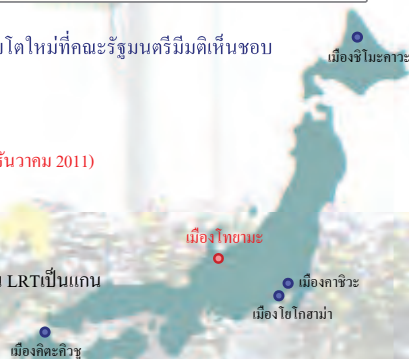 บโตใหม่ที่คณะรัฐมนตรีมีมติเห็นชอบ
เมืองชิโมะคาวะ
ธันวาคม 2011)
เมืองโทยามะ
น LRTเป็นแกน
เมืองคาชิวะ
เมืองโยโกฮาม่า
เมืองคิตะคิวชู